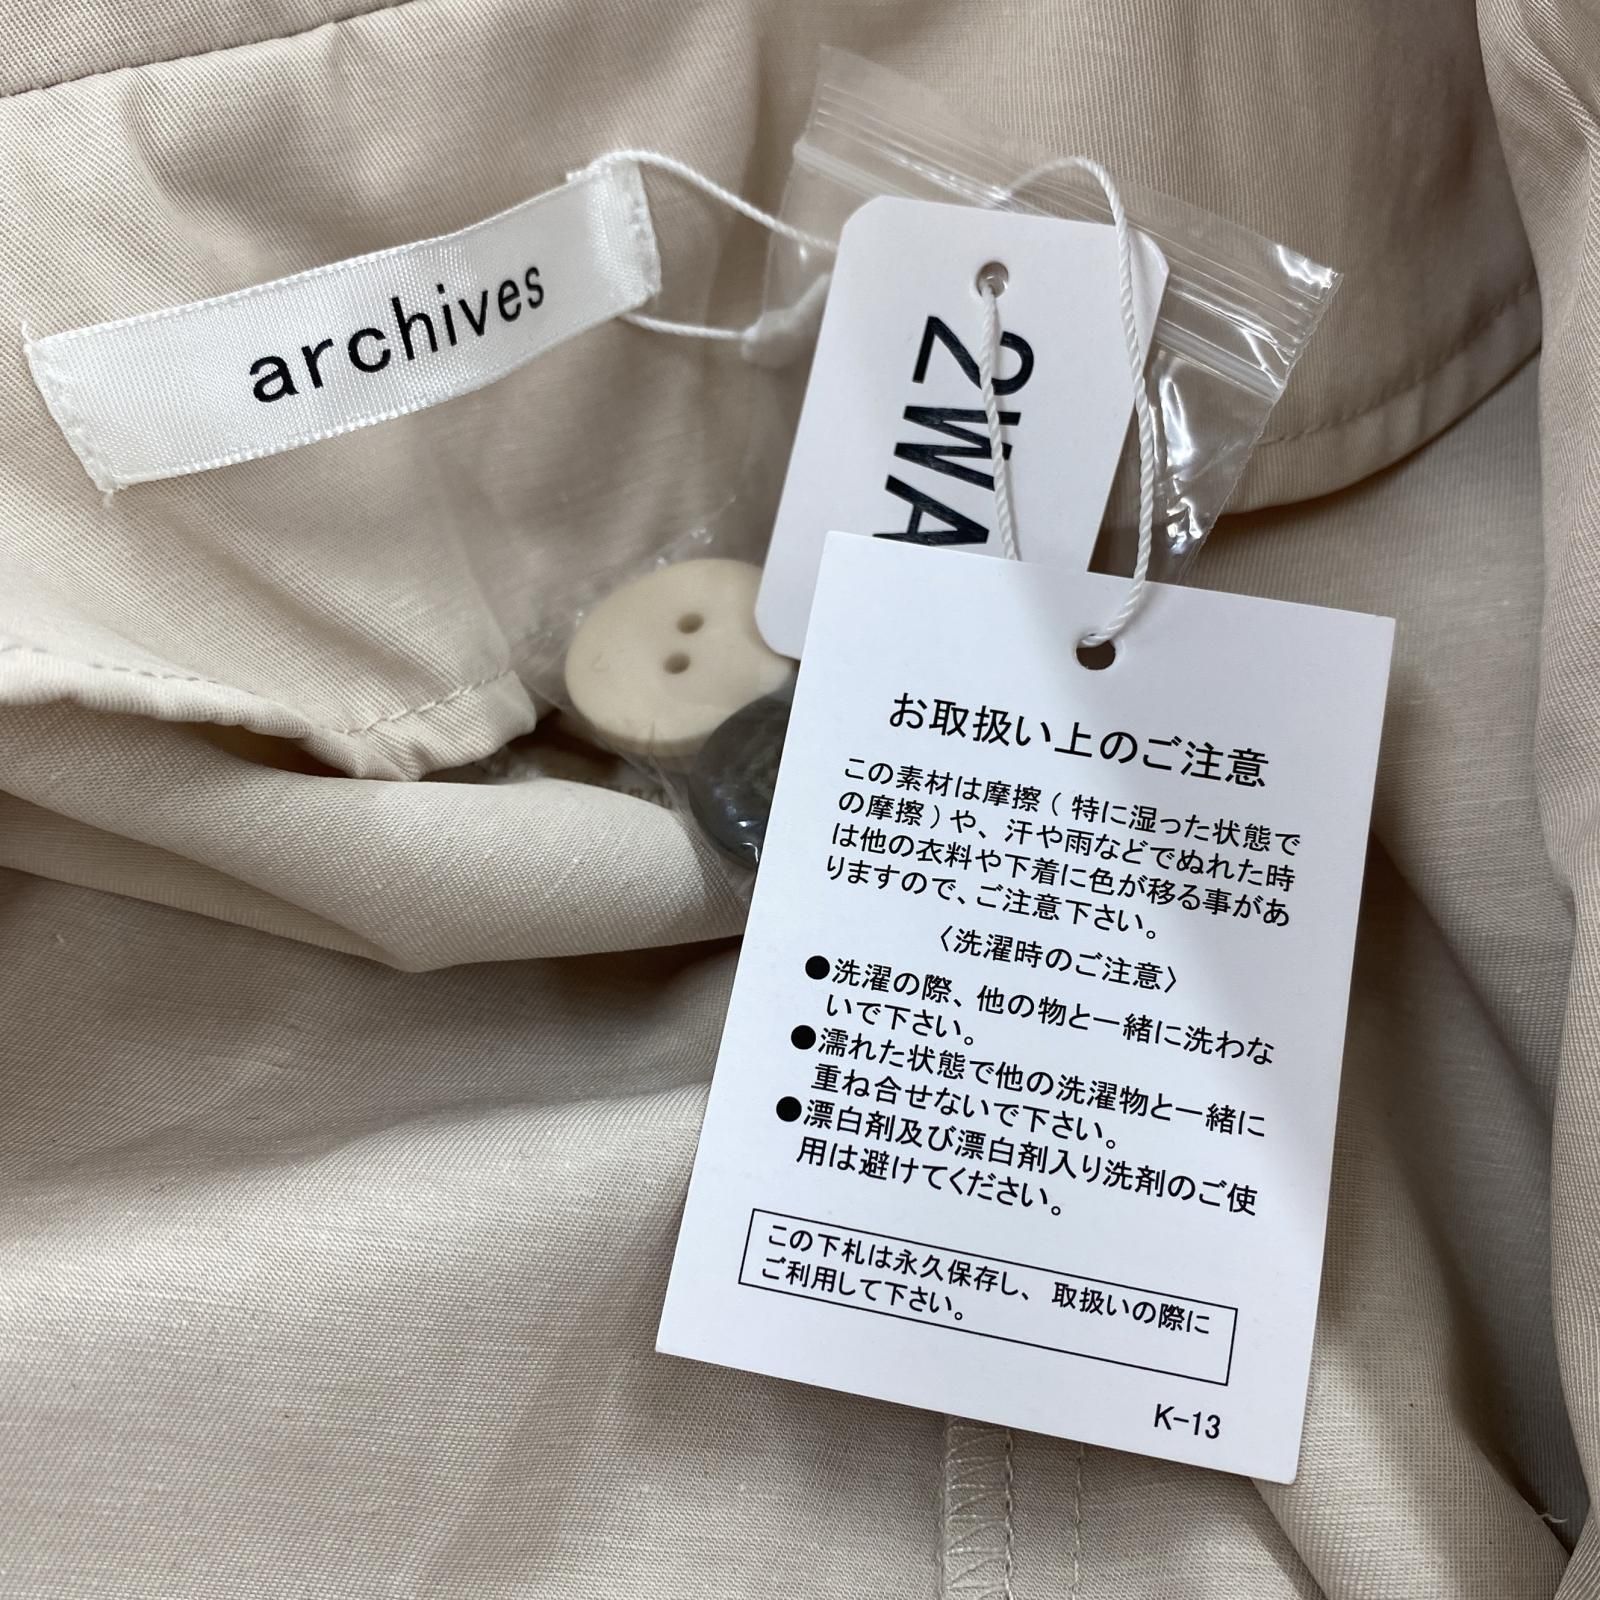 archives
2WA
お取扱い上のご注意
この素材は摩擦（特に湿った状態で
の摩擦）や、汗や雨などでぬれた時
は他の衣料や下着に色が移る事があ
りますので、ご注意下さい。
〈洗濯時のご注意〉
●洗濯の際、他の物と一緒に洗わな
いで下さい。
●濡れた状態で他の洗濯物と一緒に
重ね合せないで下さい。
●漂白剤及び漂白剤入り洗剤のご使
用は避けてください。
この下札は永久保存し、取扱いの際に
ご利用して下さい。
K-13